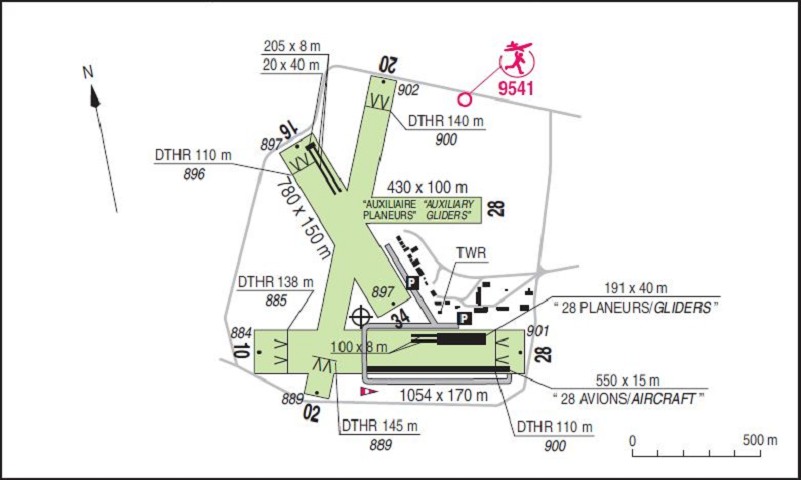 205 x 8 m
20 x 40 m
20
902
9541
N
16
897
DTHR 140 m
900
DTHR 110 m
896
780 x 150 m
430 x 100 m
"AUXILIAIRE "AUXILIARY
PLANEURS" GLIDERS"
28
TWR
P
DTHR 138 m
885
897
34
P
191 x 40 m
" 28 PLANEURS/GLIDERS "
884
10
100 x 8 m
901
28
889
02
1054 x 170 m
550 x 15 m
" 28 AVIONS/AIRCRAFT "
DTHR 145 m
889
DTHR 110 m
900
0 500 m